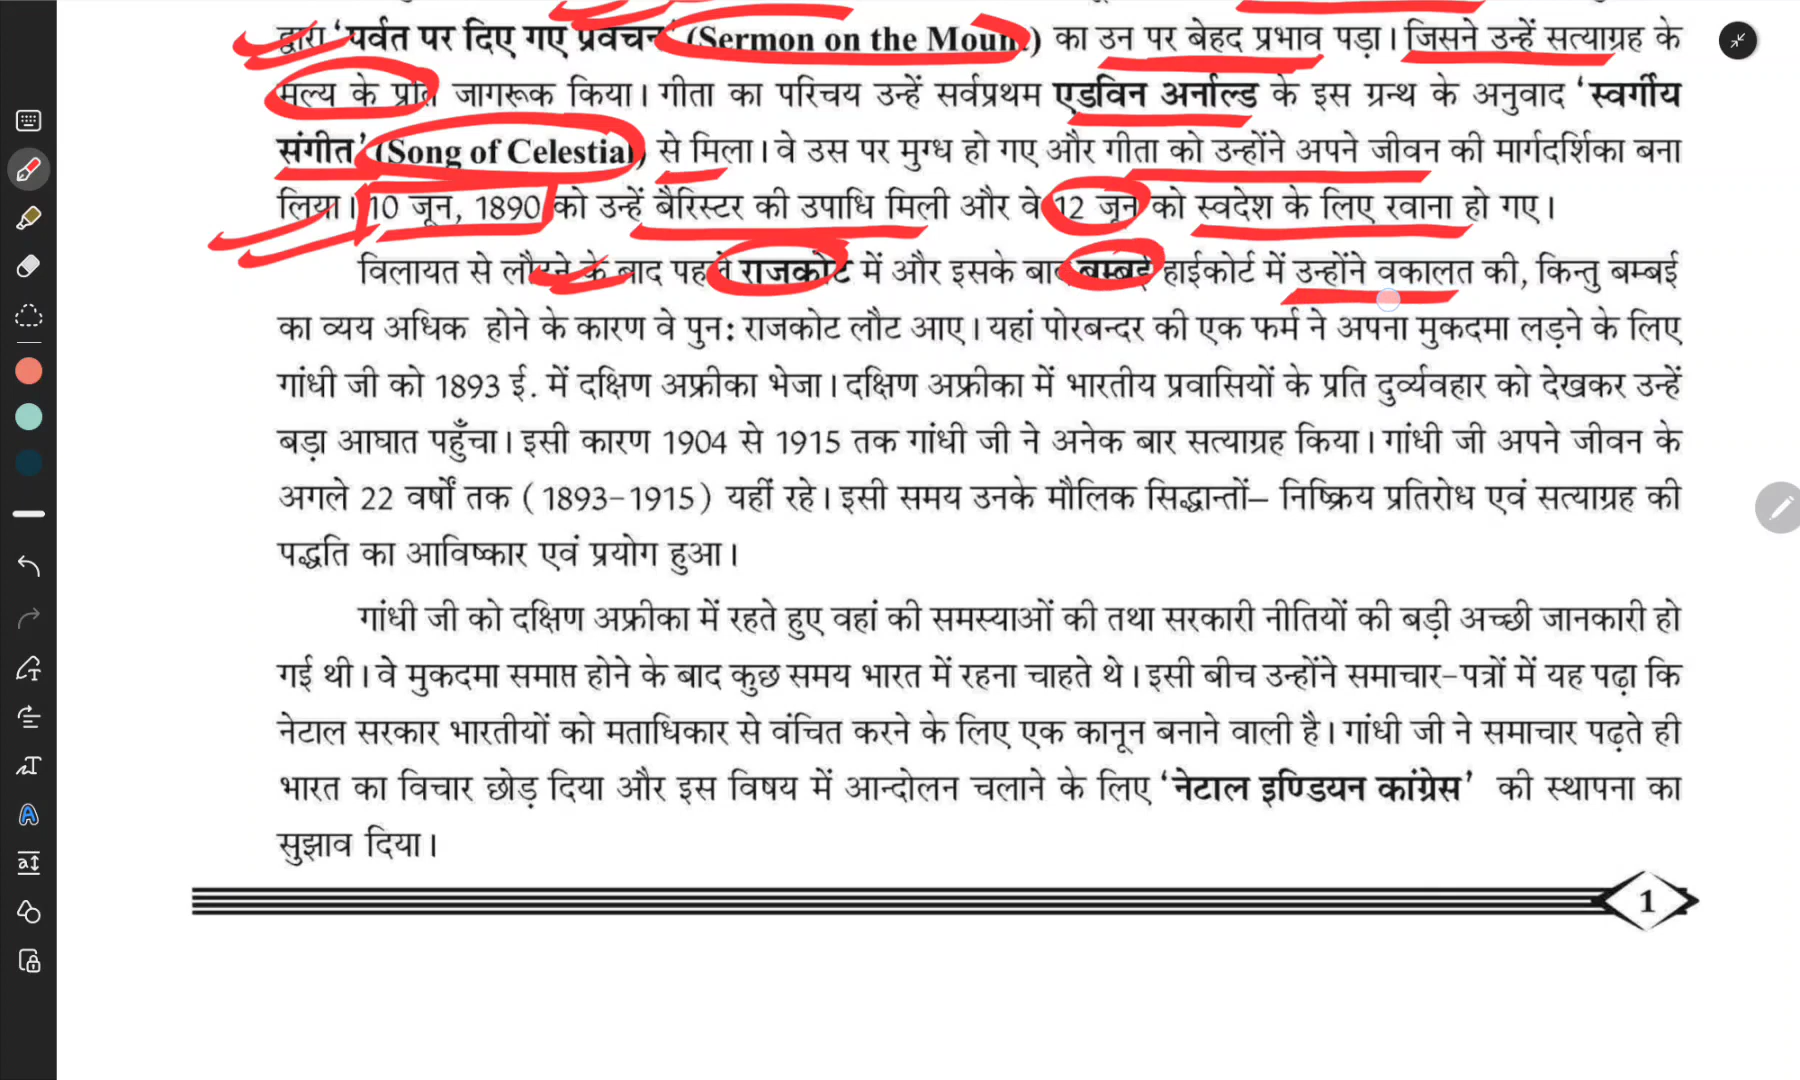 द्वारा 'पर्वत पर दिए गए प्रवचन' (Sermon on the Mount) का उन पर बेहद प्रभाव पड़ा। जिसने उन्हें सत्याग्रह के
मूल्य के प्रति जागरूक किया। गीता का परिचय उन्हें सर्वप्रथम एडविन अर्नाल्ड के इस ग्रन्थ के अनुवाद 'स्वर्गीय
संगीत' (Song of Celestial) से मिला। वे उस पर मुग्ध हो गए और गीता को उन्होंने अपने जीवन की मार्गदर्शिका बना
लिया। 10 जून, 1890 को उन्हें बैरिस्टर की उपाधि मिली और वे 12 जून को स्वदेश के लिए रवाना हो गए।
विलायत से लौटने के बाद पहले राजकोट में और इसके बाद बम्बई हाईकोर्ट में उन्होंने वकालत की, किन्तु बम्बई
का व्यय अधिक होने के कारण वे पुन: राजकोट लौट आए। यहां पोरबन्दर की एक फर्म ने अपना मुकदमा लड़ने के लिए
गांधी जी को 1893 ई. में दक्षिण अफ्रीका भेजा। दक्षिण अफ्रीका में भारतीय प्रवासियों के प्रति दुर्व्यवहार को देखकर उन्हें
बड़ा आघात पहुँचा। इसी कारण 1904 से 1915 तक गांधी जी ने अनेक बार सत्याग्रह किया। गांधी जी अपने जीवन के
अगले 22 वर्षों तक (1893-1915) यहीं रहे। इसी समय उनके मौलिक सिद्धान्तों– निष्क्रिय प्रतिरोध एवं सत्याग्रह की
पद्धति का आविष्कार एवं प्रयोग हुआ।
गांधी जी को दक्षिण अफ्रीका में रहते हुए वहां की समस्याओं की तथा सरकारी नीतियों की बड़ी अच्छी जानकारी हो
गई थी। वे मुकदमा समाप्त होने के बाद कुछ समय भारत में रहना चाहते थे। इसी बीच उन्होंने समाचार-पत्रों में यह पढ़ा कि
नेटाल सरकार भारतीयों को मताधिकार से वंचित करने के लिए एक कानून बनाने वाली है। गांधी जी ने समाचार पढ़ते ही
भारत का विचार छोड़ दिया और इस विषय में आन्दोलन चलाने के लिए 'नेटाल इण्डियन कांग्रेस' की स्थापना का
सुझाव दिया।
1